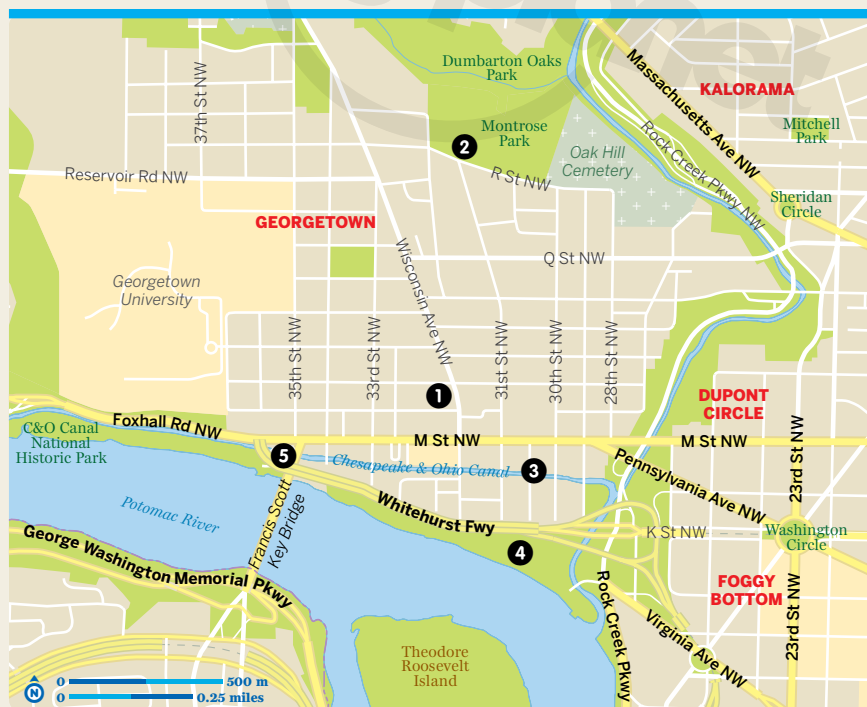 Dumbarton Oaks
Park
Massachusetts Ave NW
KALORAMA
37th St NW
Mitchell
Park
2
Montrose
Park
Oak Hill
Cemetery
Rock Creek Pkwy NW
Reservoir Rd NW
R St NW
Sheridan
Circle
GEORGETOWN
Wisconsin Ave NW
Q St NW
Georgetown
University
35th St NW
33rd St NW
31st St NW
30th St NW
28th St NW
1
DUPONT
CIRCLE
Foxhall Rd NW
C&O Canal
National
Historic Park
M St NW
M St NW
23rd St NW
5
Chesapeake & Ohio Canal
3
Pennsylvania Ave NW
Potomac River
Francis Scott
Key Bridge
Whitehurst Fwy
K St NW
Washington
Circle
4
George Washington Memorial Pkwy
Rock Creek Pkwy
FOGGY
BOTTOM
23rd St NW
Virginia Ave NW
Theodore
Roosevelt
Island
N
0 500 m
0 0.25 miles